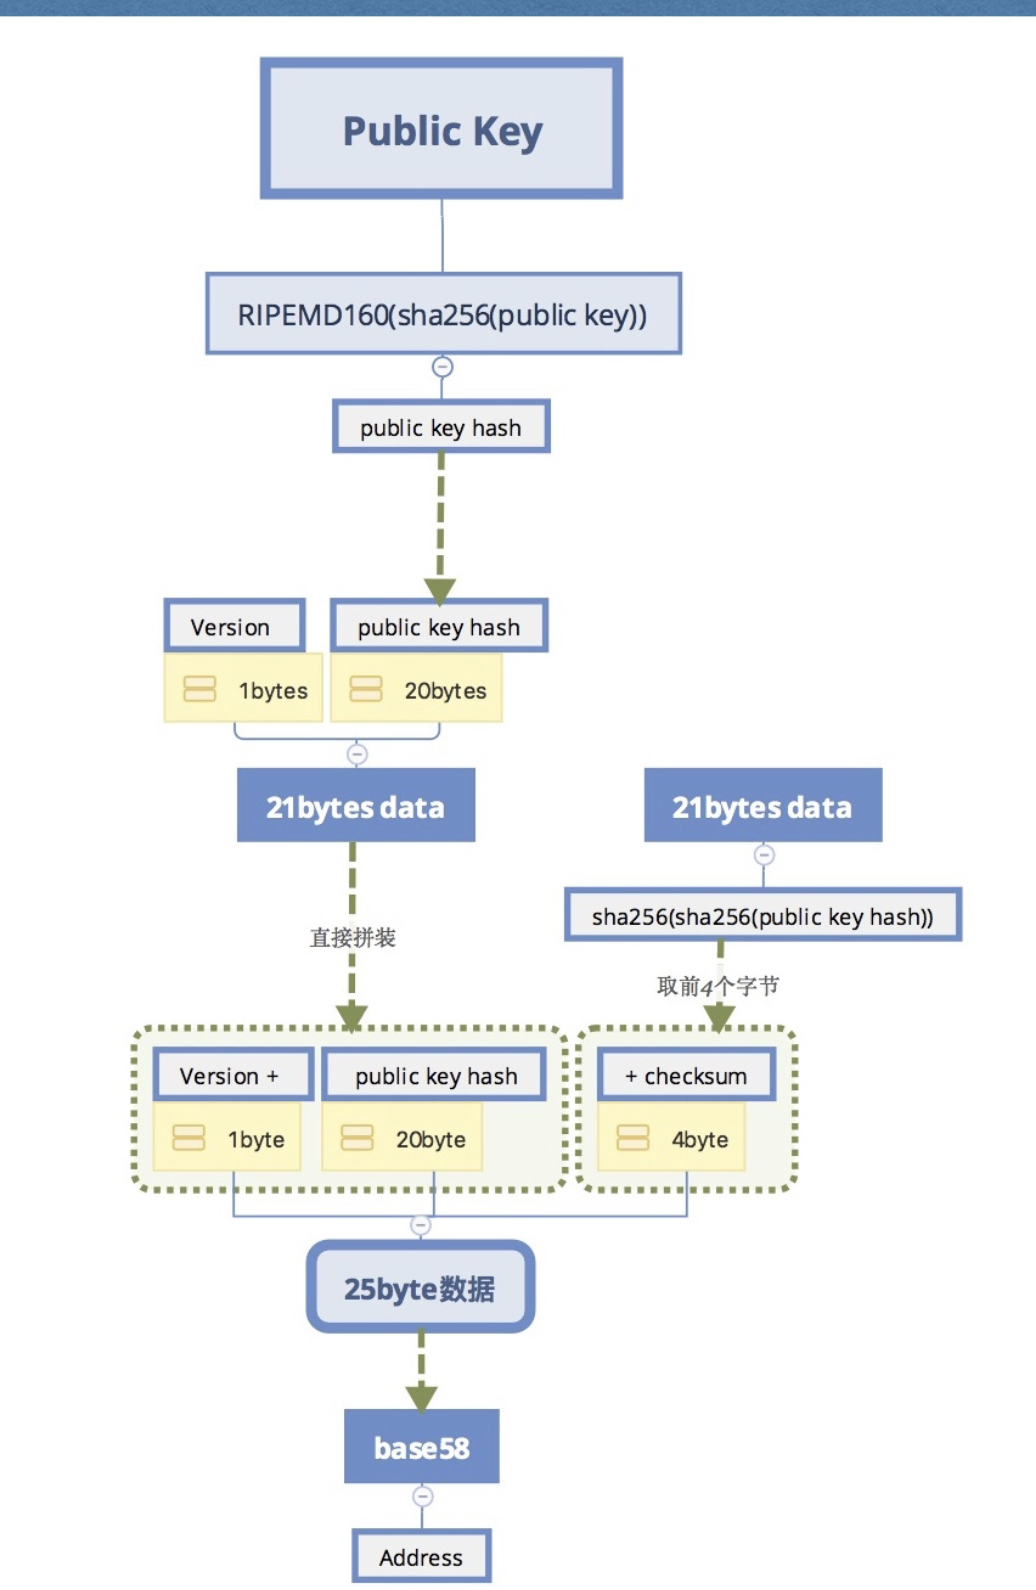 Public Key
RIPEMD160(sha256(public key))
public key hash
Version
public key hash
1bytes
20bytes
21bytes data
21bytes data
sha256(sha256(public key hash))
直接拼装
取前4个字节
Version +
public key hash
+ checksum
1byte
20byte
4byte
25byte数据
base58
Address